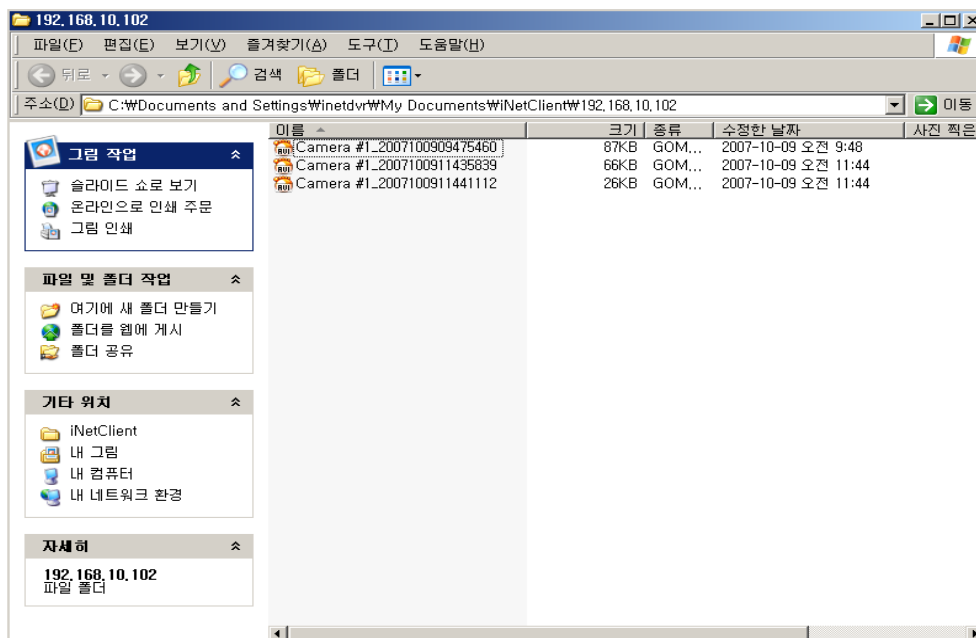 192.168.10.102
파일(F) 편집(E) 보기(V) 즐겨찾기(A) 도구(T) 도움말(H)
뒤로 검색 폴더
주소(D) C:₩Documents and Settings₩inetdvr₩My Documents₩iNetClient₩192.168.10.102 이동
이름 크기 종류 수정한 날짜 사진 찍은
Camera #1_2007100909475460 87KB GOM... 2007-10-09 오전 9:48
Camera #1_2007100911435839 66KB GOM... 2007-10-09 오전 11:44
Camera #1_2007100911441112 26KB GOM... 2007-10-09 오전 11:44
그림 작업
슬라이드 쇼로 보기
온라인으로 인쇄 주문
그림 인쇄
파일 및 폴더 작업
여기에 새 폴더 만들기
폴더를 웹에 게시
폴더 공유
기타 위치
iNetClient
내 그림
내 컴퓨터
내 네트워크 환경
자세히
192.168.10.102
파일 폴더